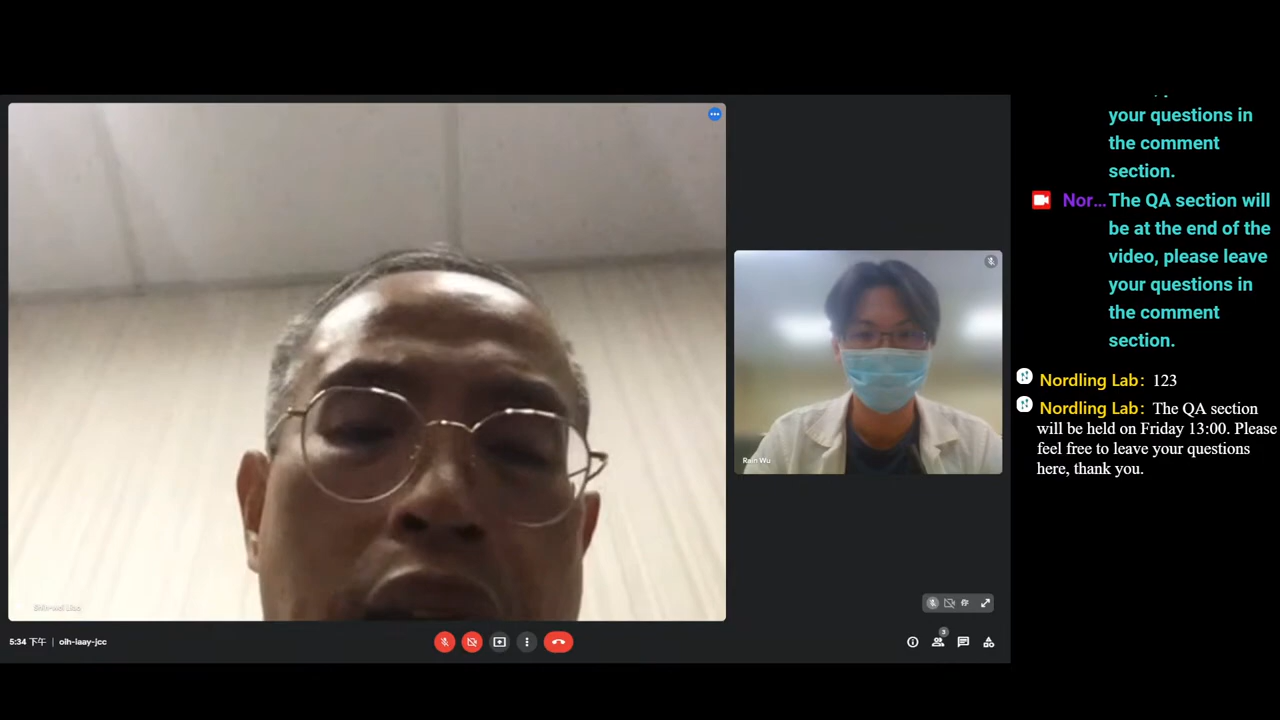 your questions in
the comment
section.
Nor... The QA section will
be at the end of the
video, please leave
your questions in
the comment
section.
Nordling Lab: 123
Nordling Lab: The QA section
will be held on Friday 13:00. Please
feel free to leave your questions
here, thank you.
Rain Wu
5:34 下午 | oih-iaay-jcc
3